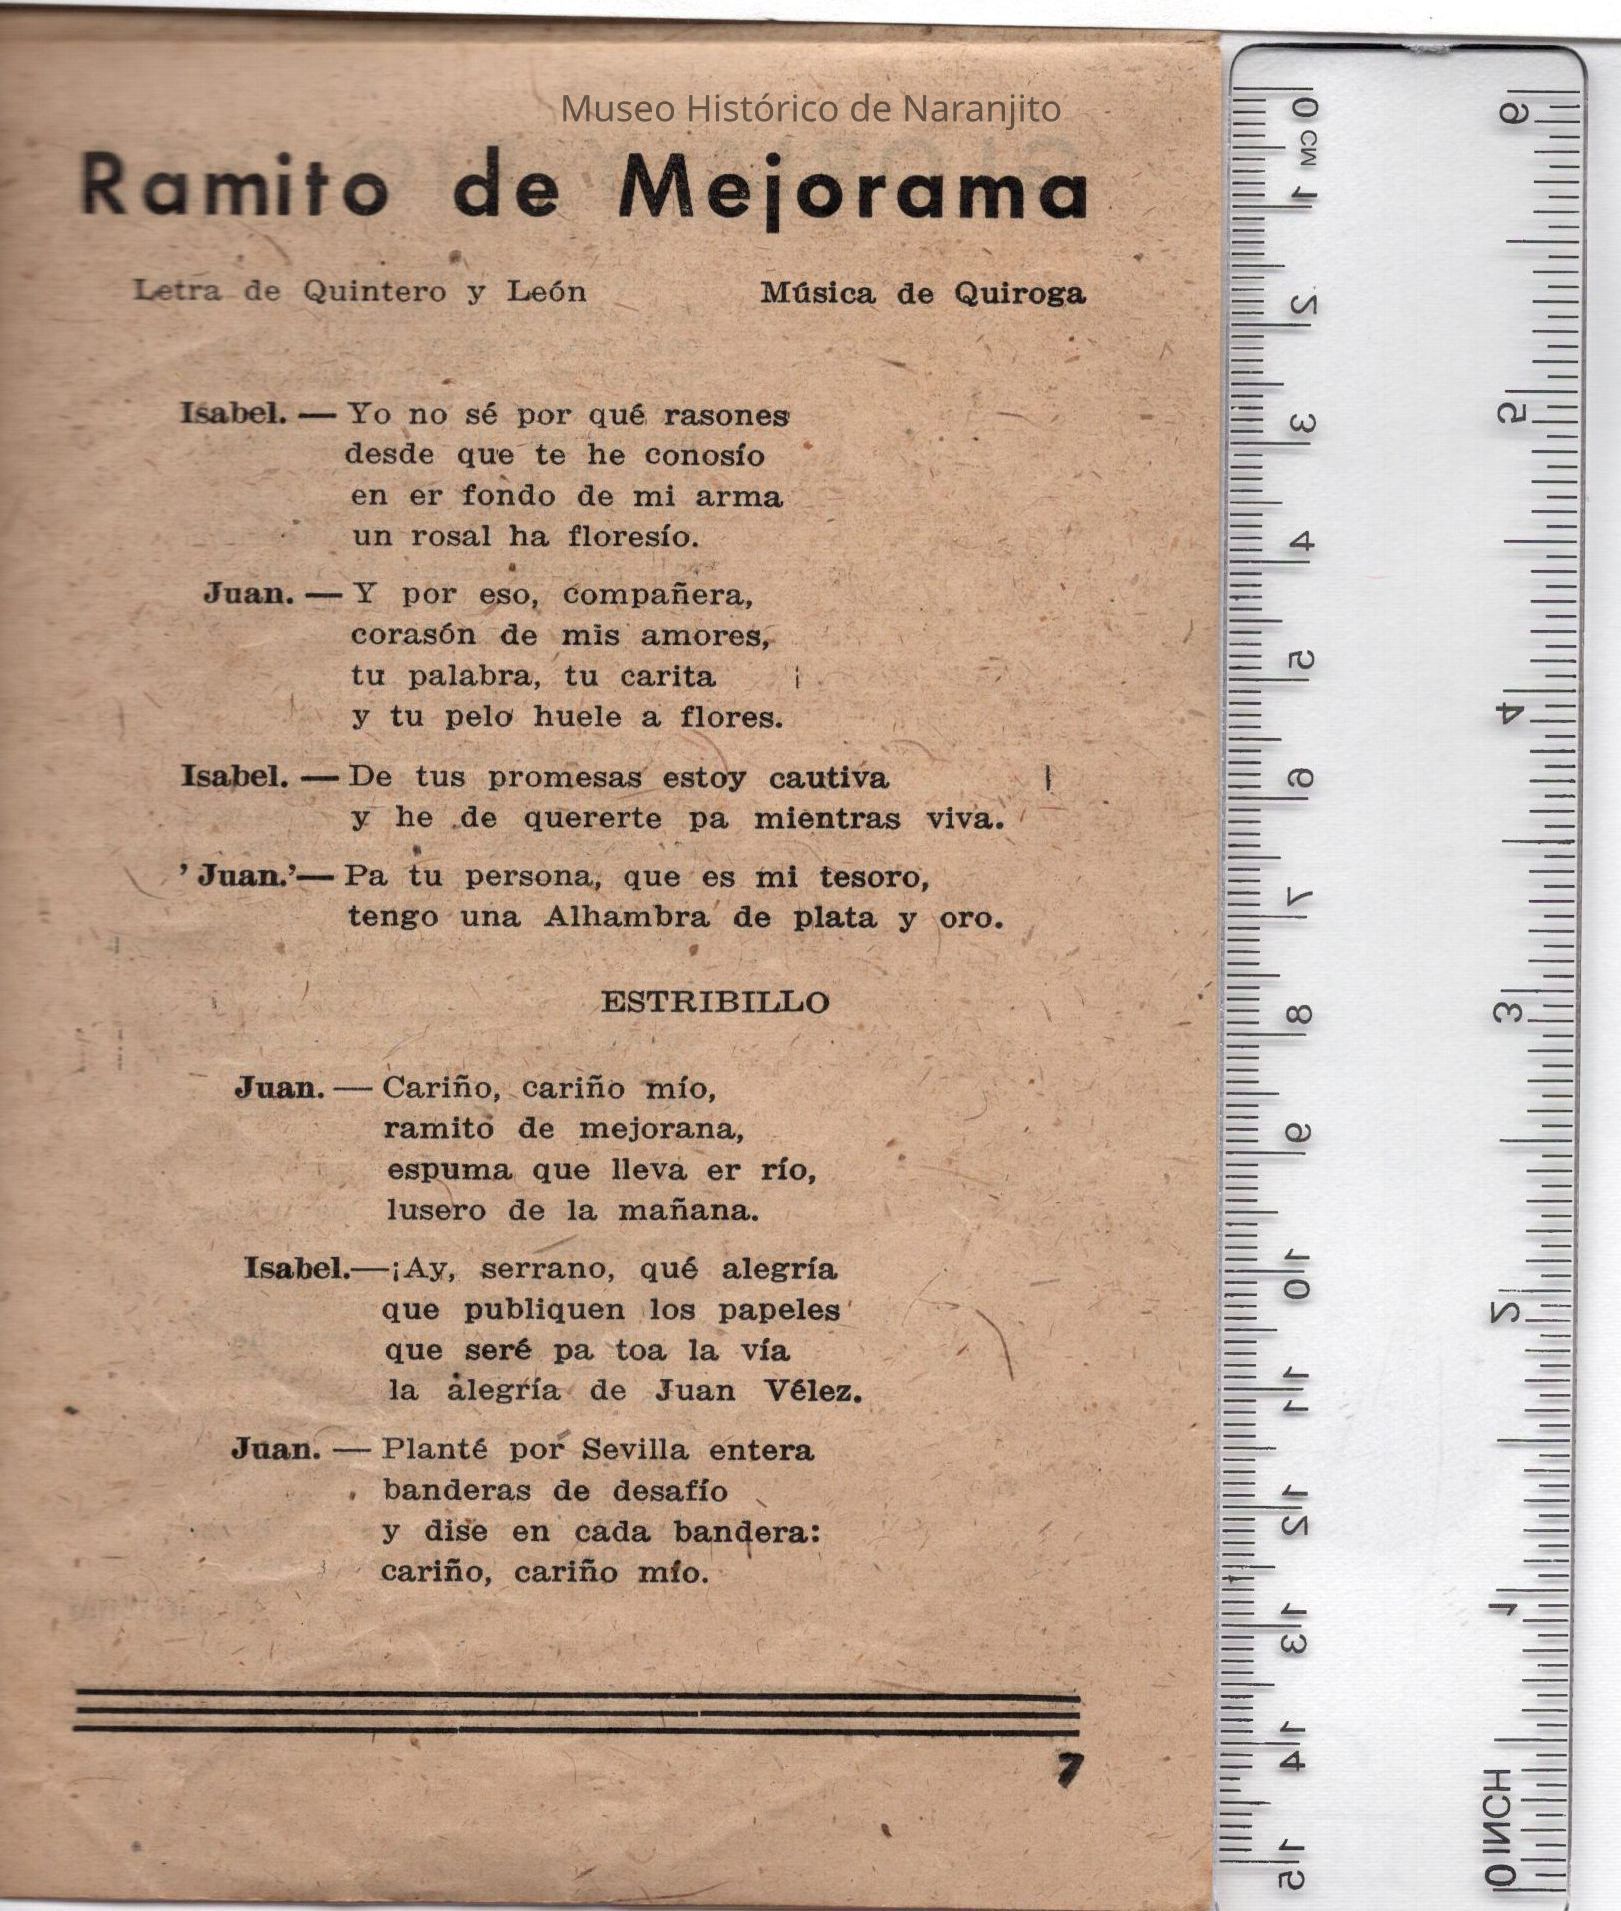 Museo Histórico de Naranjito
Ramito de Mejorama
Letra de Quintero y León Música de Quiroga
Isabel. — Yo no sé por qué rasones
desde que te he conosío
en er fondo de mi arma
un rosal ha floresío.
Juan. — Y por eso, compañera,
corasón de mis amores,
tu palabra, tu carita
y tu pelo huele a flores.
Isabel. — De tus promesas estoy cautiva
y he de quererte pa mientras viva.
Juan. — Pa tu persona, que es mi tesoro,
tengo una Alhambra de plata y oro.
ESTRIBILLO
Juan. — Cariño, cariño mío,
ramito de mejorana,
espuma que lleva er río,
lusero de la mañana.
Isabel.—¡Ay, serrano, qué alegría
que publiquen los papeles
que seré pa toa la vía
la alegría de Juan Vélez.
Juan. — Planté por Sevilla entera
banderas de desafío
y dise en cada bandera:
cariño, cariño mío.
7
0 CM 1 2 3 4 5 6 7 8 9 10 11 12 13 14 15
6 5 4 3 2 1 0 INCH